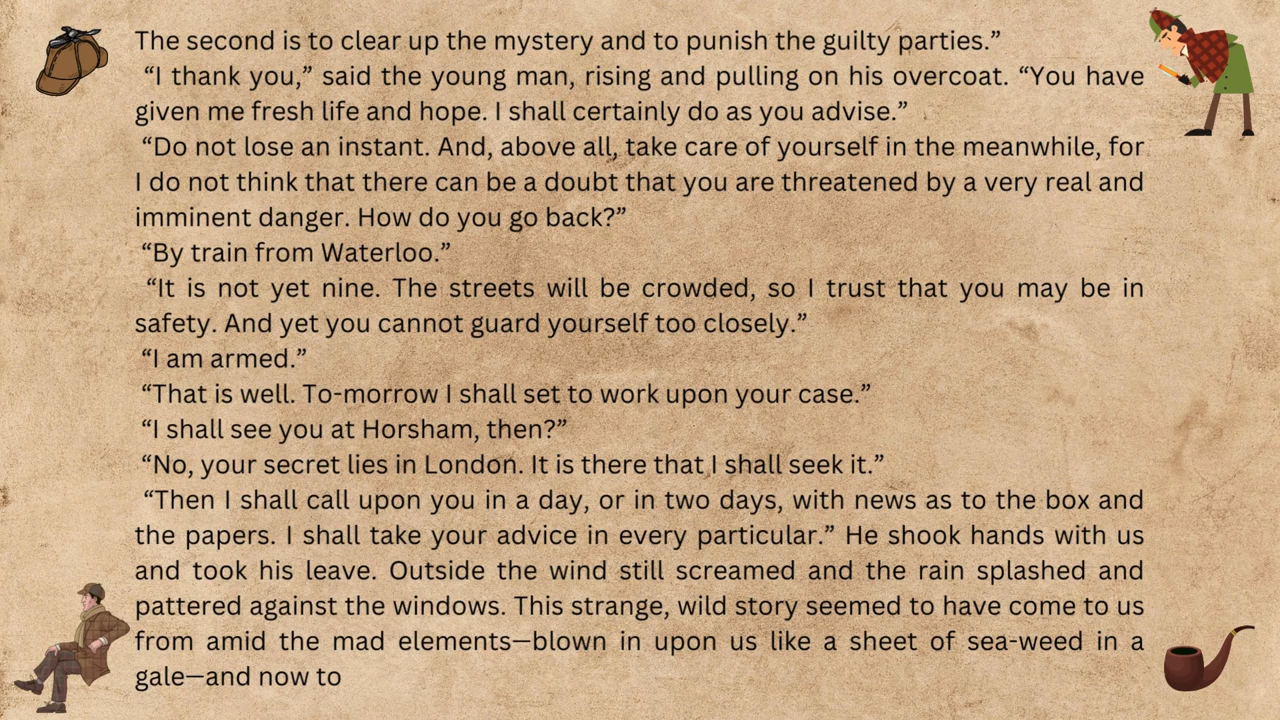 The second is to clear up the mystery and to punish the guilty parties.”
“I thank you,” said the young man, rising and pulling on his overcoat. “You have
given me fresh life and hope. I shall certainly do as you advise.”
“Do not lose an instant. And, above all, take care of yourself in the meanwhile, for
I do not think that there can be a doubt that you are threatened by a very real and
imminent danger. How do you go back?”
“By train from Waterloo.”
“It is not yet nine. The streets will be crowded, so I trust that you may be in
safety. And yet you cannot guard yourself too closely.”
“I am armed.”
“That is well. To-morrow I shall set to work upon your case.”
“I shall see you at Horsham, then?”
“No, your secret lies in London. It is there that I shall seek it.”
“Then I shall call upon you in a day, or in two days, with news as to the box and
the papers. I shall take your advice in every particular.” He shook hands with us
and took his leave. Outside the wind still screamed and the rain splashed and
pattered against the windows. This strange, wild story seemed to have come to us
from amid the mad elements—blown in upon us like a sheet of sea-weed in a
gale—and now to